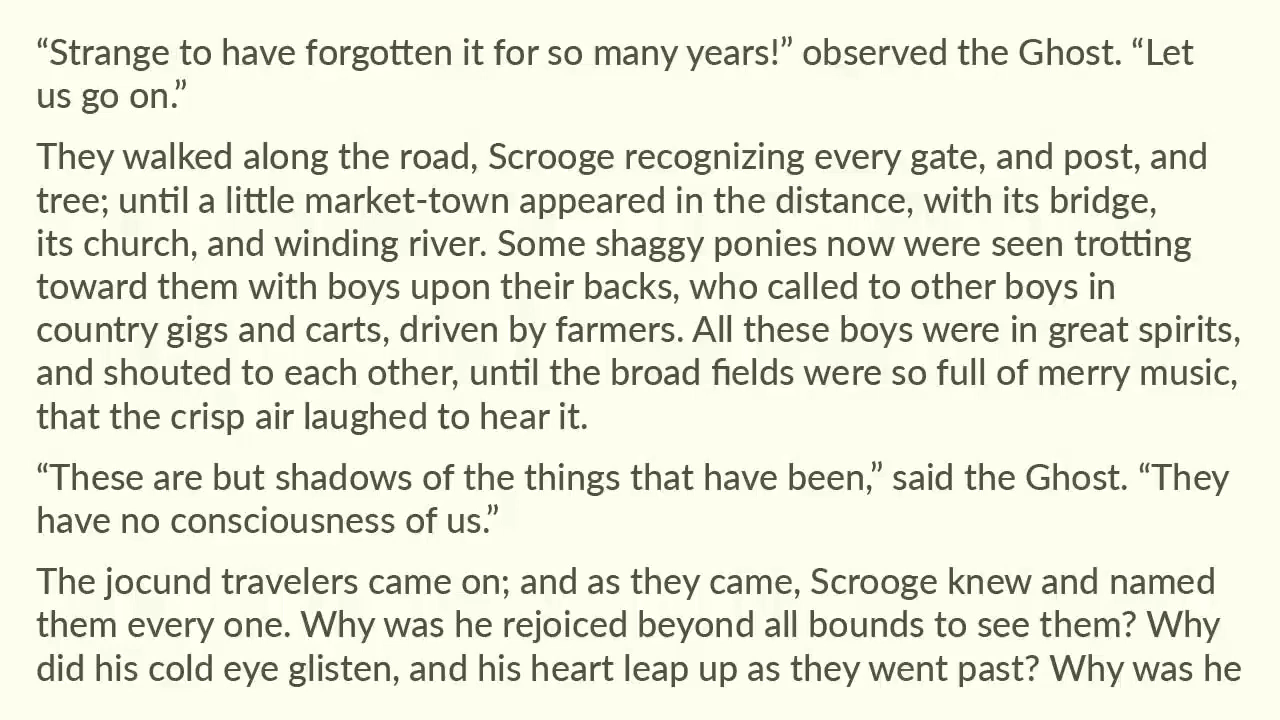 “Strange to have forgotten it for so many years!” observed the Ghost. “Let
us go on.”
They walked along the road, Scrooge recognizing every gate, and post, and
tree; until a little market-town appeared in the distance, with its bridge,
its church, and winding river. Some shaggy ponies now were seen trotting
toward them with boys upon their backs, who called to other boys in
country gigs and carts, driven by farmers. All these boys were in great spirits,
and shouted to each other, until the broad fields were so full of merry music,
that the crisp air laughed to hear it.
“These are but shadows of the things that have been,” said the Ghost. “They
have no consciousness of us.”
The jocund travelers came on; and as they came, Scrooge knew and named
them every one. Why was he rejoiced beyond all bounds to see them? Why
did his cold eye glisten, and his heart leap up as they went past? Why was he